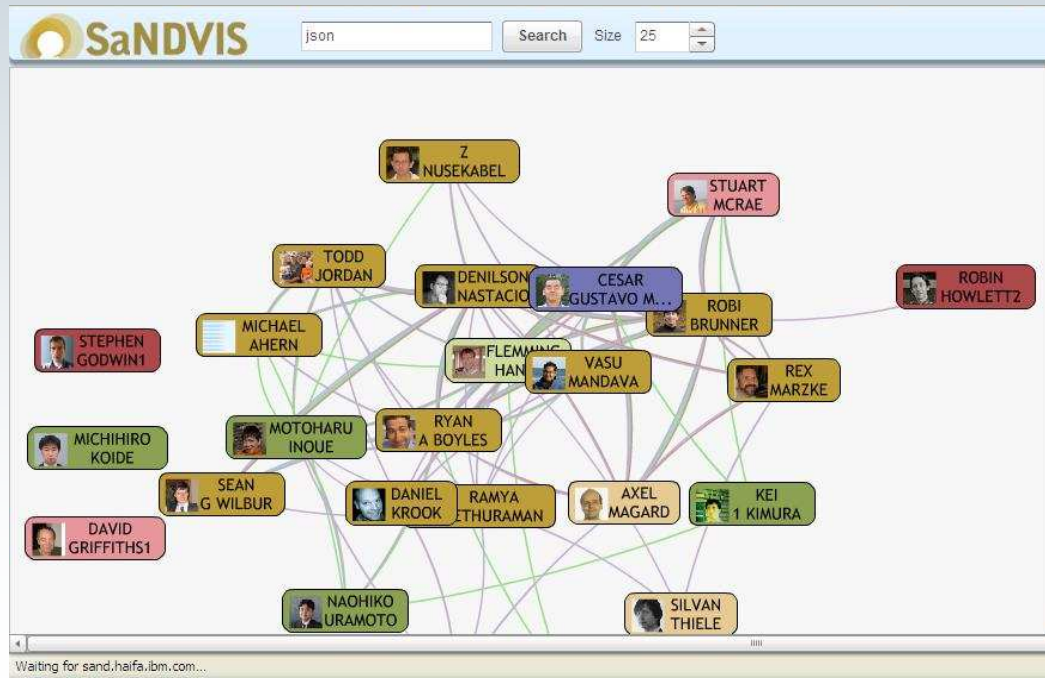 SaNDVIS
json
Search
Size
25
Z
NUSEKABEL
STUART
MCRAE
TODD
JORDAN
DENILSON
NASTACIO
CESAR
GUSTAVO M...
ROBIN
HOWLETT2
ROBI
BRUNNER
MICHAEL
AHERN
STEPHEN
GODWIN1
FLEMMING
HAN
VASU
MANDAVA
REX
MARZKE
MOTOHARU
INOUE
RYAN
A BOYLES
MICHIHIRO
KOIDE
SEAN
G WILBUR
DANIEL
KROOK
RAMYA
ETHURAMAN
AXEL
MAGARD
KEI
1 KIMURA
DAVID
GRIFFITHS1
NAOHIKO
URAMOTO
SILVAN
THIELE
Waiting for sand.haifa.ibm.com...